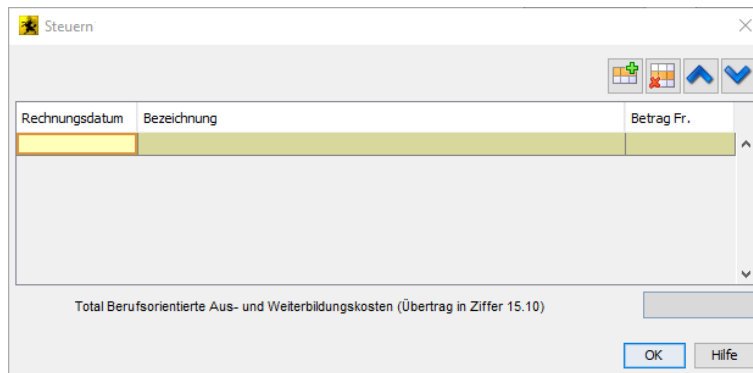 Steuern
Rechnungsdatum Bezeichnung Betrag Fr.
Total Berufsorientierte Aus- und Weiterbildungskosten (Übertrag in Ziffer 15.10)
OK Hilfe